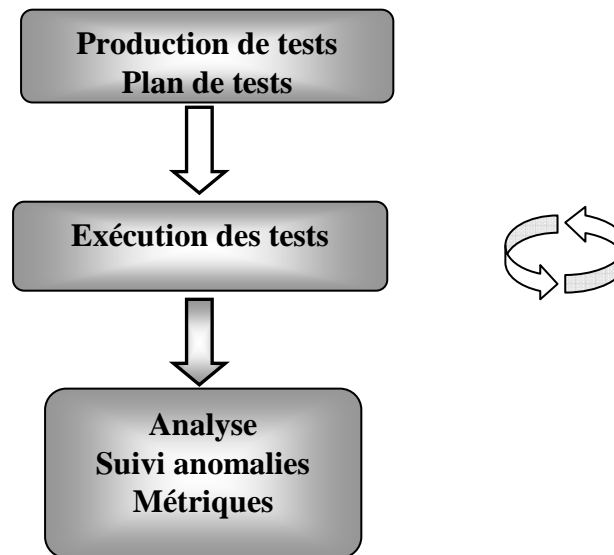 Production de tests
Plan de tests
Exécution des tests
Analyse
Suivi anomalies
Métriques